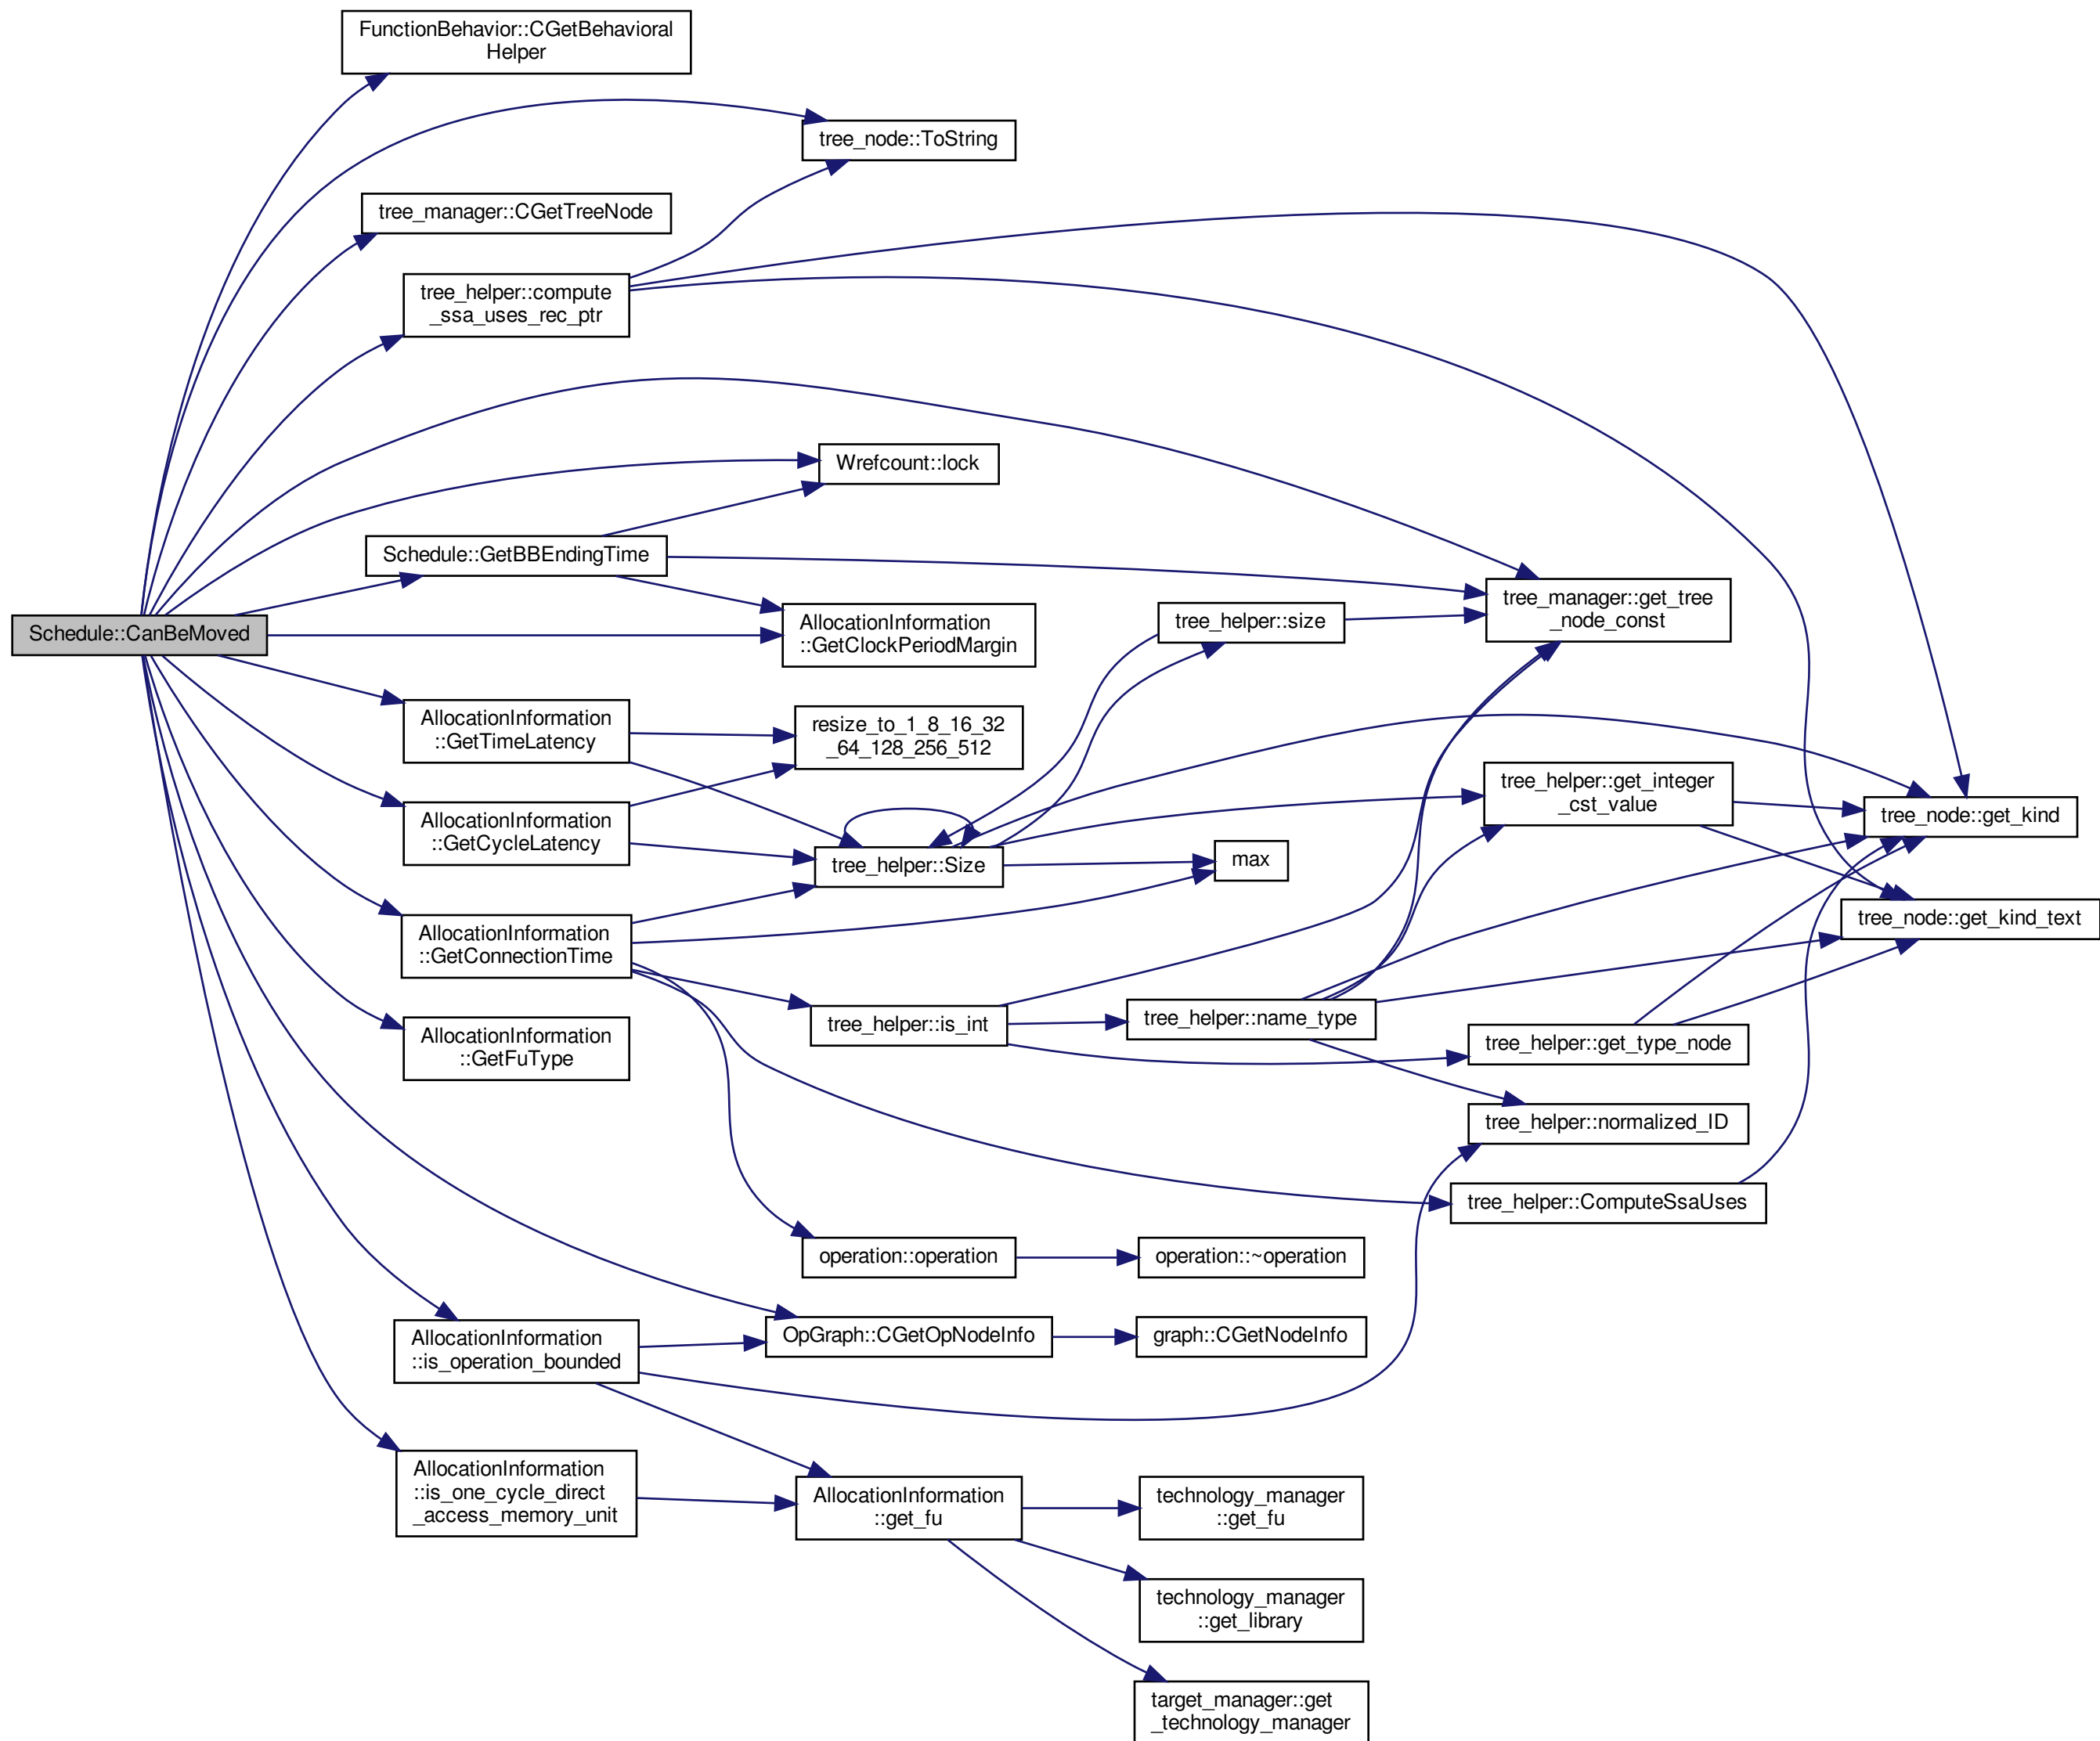 FunctionBehavior::CGetBehavioral
Helper
tree_node::ToString
tree_manager::CGetTreeNode
tree_helper::compute
_ssa_uses_rec_ptr
Wrefcount::lock
Schedule::GetBBEndingTime
tree_manager::get_tree
_node_const
AllocationInformation
::GetClockPeriodMargin
tree_helper::size
Schedule::CanBeMoved
AllocationInformation
::GetTimeLatency
resize_to_1_8_16_32
_64_128_256_512
tree_helper::get_integer
_cst_value
tree_node::get_kind
AllocationInformation
::GetCycleLatency
tree_helper::Size
max
AllocationInformation
::GetConnectionTime
tree_node::get_kind_text
tree_helper::is_int
tree_helper::name_type
tree_helper::get_type_node
AllocationInformation
::GetFuType
tree_helper::normalized_ID
tree_helper::ComputeSsaUses
operation::operation
operation::~operation
OpGraph::CGetOpNodeInfo
graph::CGetNodeInfo
AllocationInformation
::is_operation_bounded
AllocationInformation
::is_one_cycle_direct
_access_memory_unit
AllocationInformation
::get_fu
technology_manager
::get_fu
technology_manager
::get_library
target_manager::get
_technology_manager